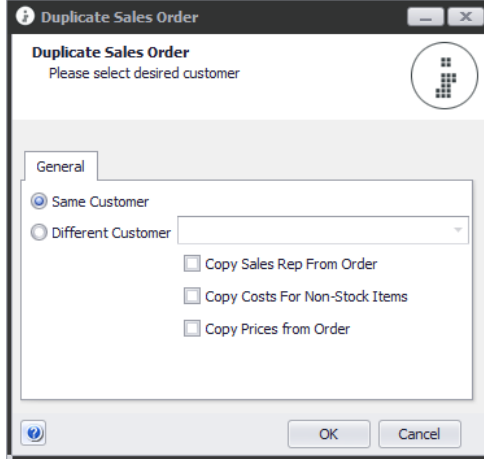 Duplicate Sales Order
Duplicate Sales Order
Please select desired customer
General
Same Customer
Different Customer
Copy Sales Rep From Order
Copy Costs For Non-Stock Items
Copy Prices from Order
OK Cancel